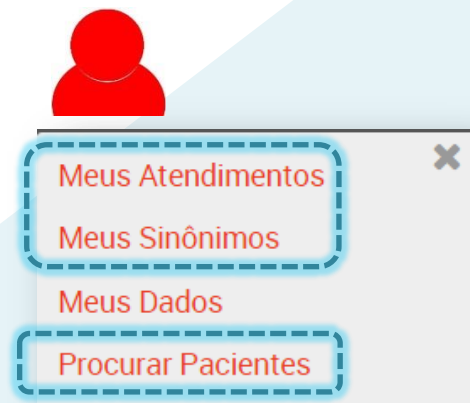 Meus Atendimentos
Meus Sinônimos
Meus Dados
Procurar Pacientes